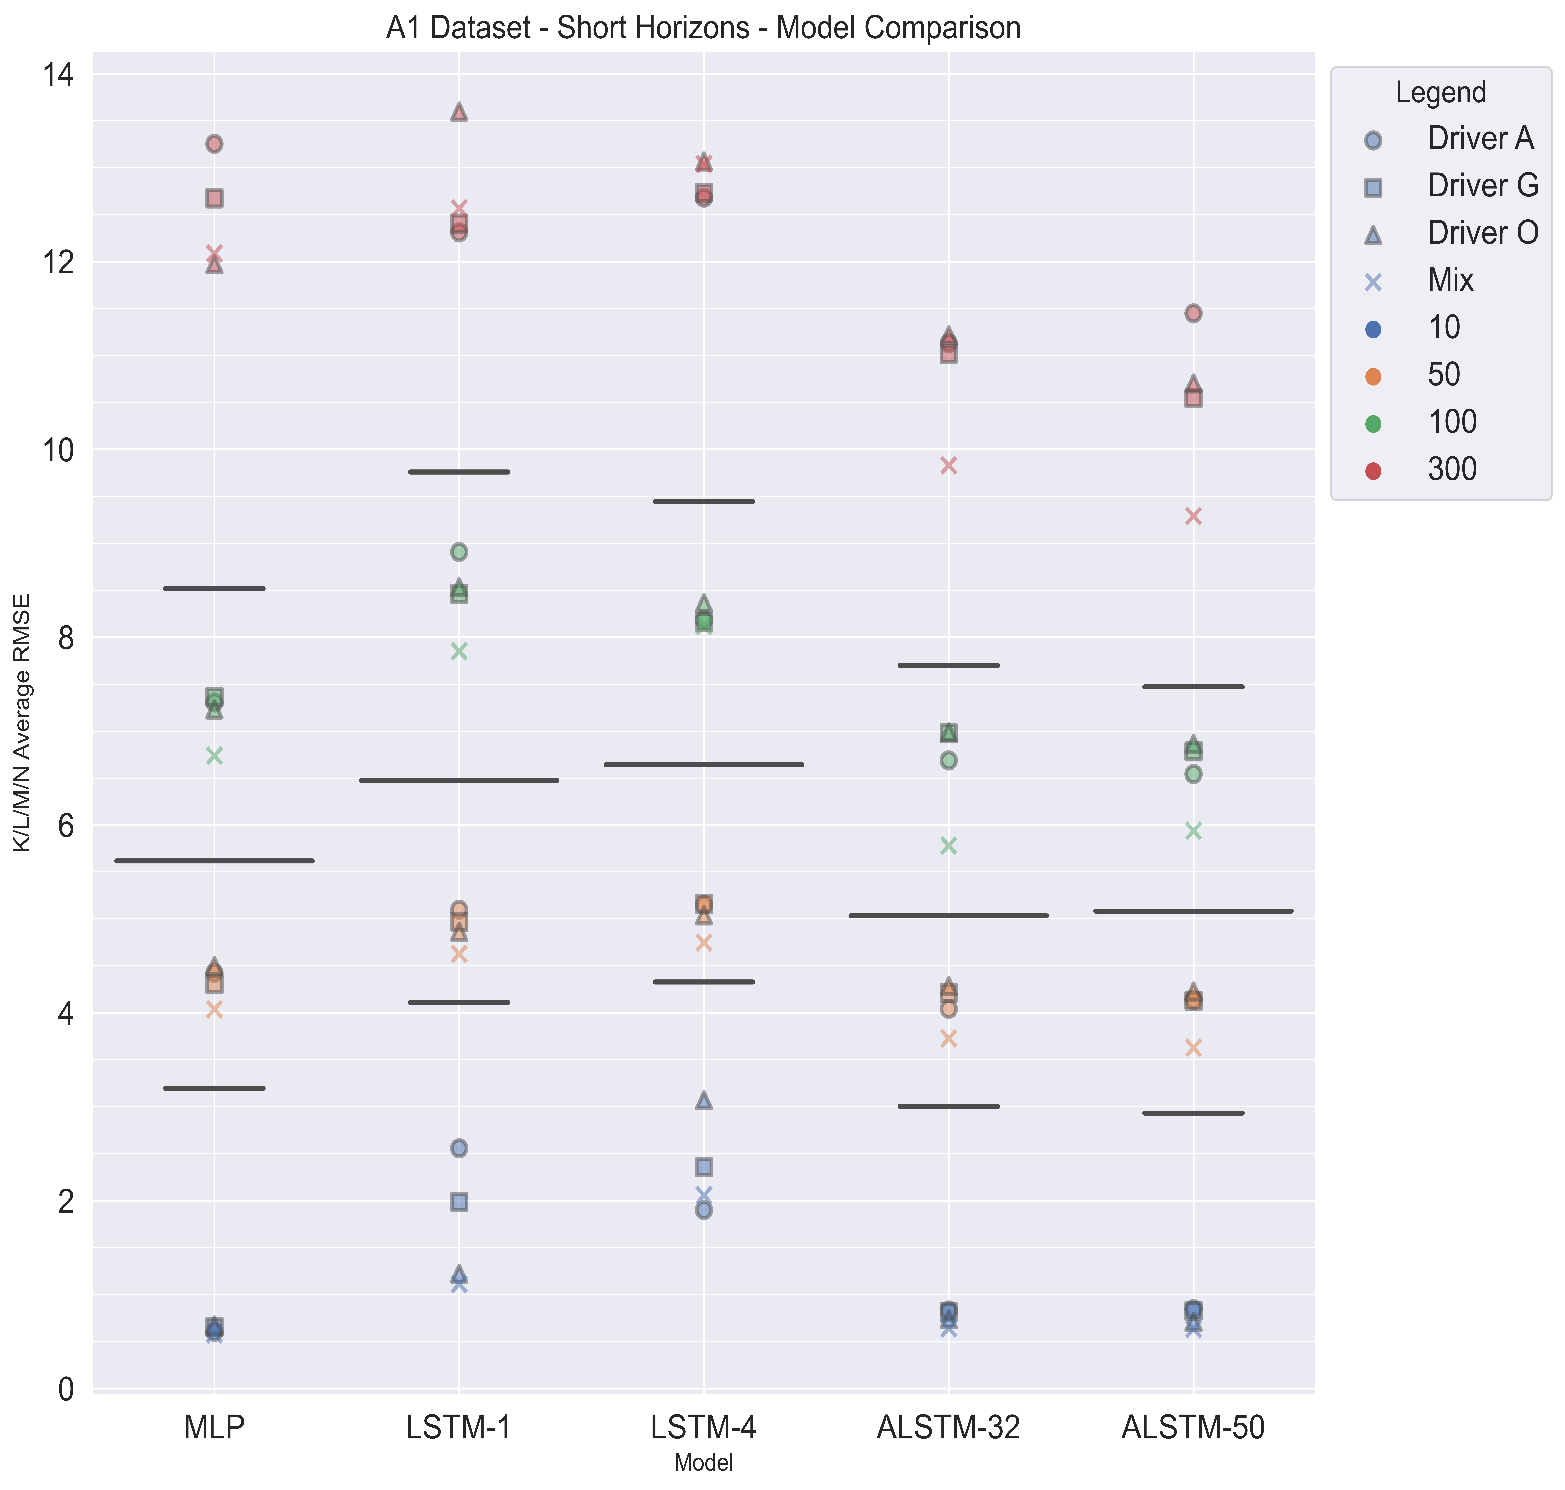 A1 Dataset - Short Horizons - Model Comparison
14
12
10
8
6
4
2
0
K/L/M/N Average RMSE
MLP
LSTM-1
LSTM-4
ALSTM-32
ALSTM-50
Model
Legend
Driver A
Driver G
Driver O
Mix
10
50
100
300